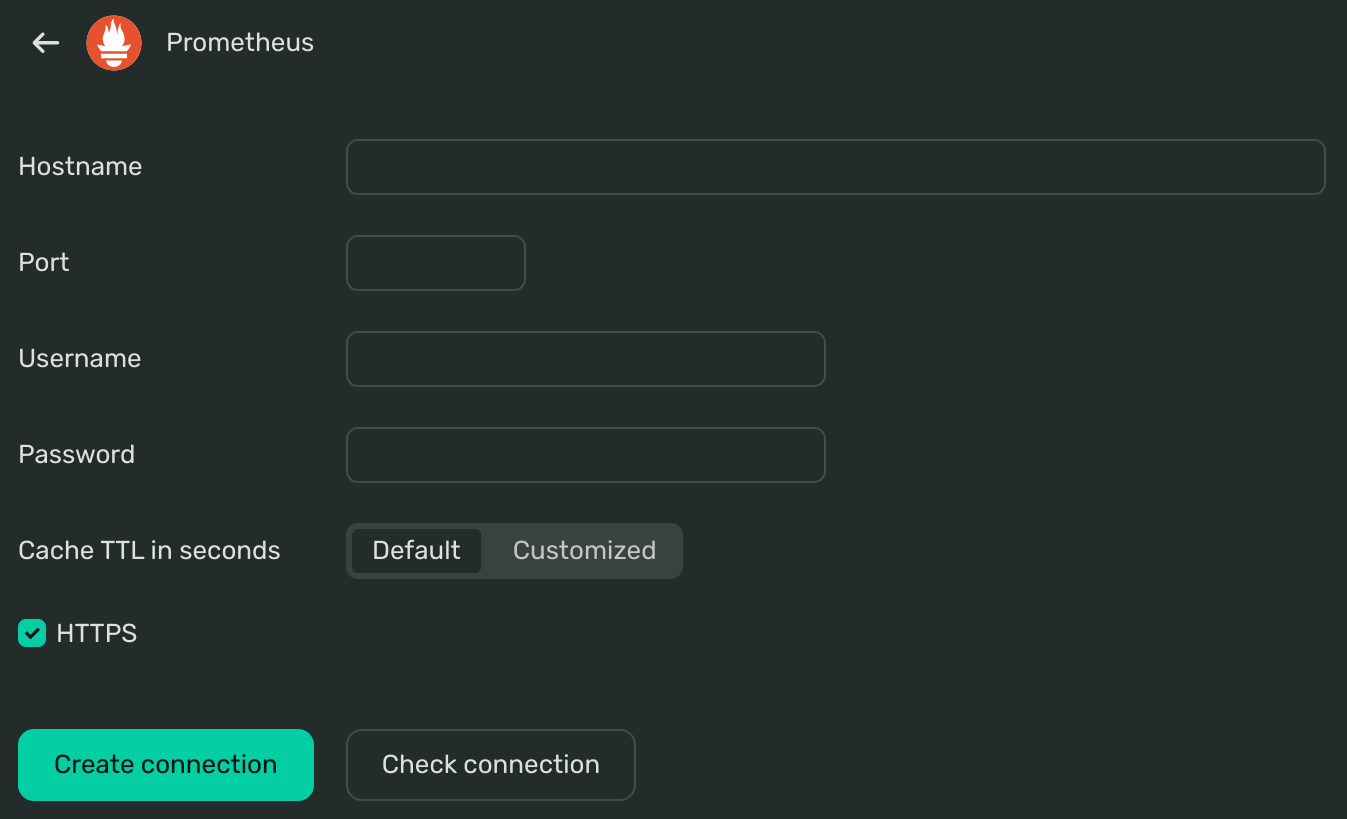 Prometheus
Hostname
Port
Username
Password
Cache TTL in seconds Default Customized
HTTPS
Create connection Check connection